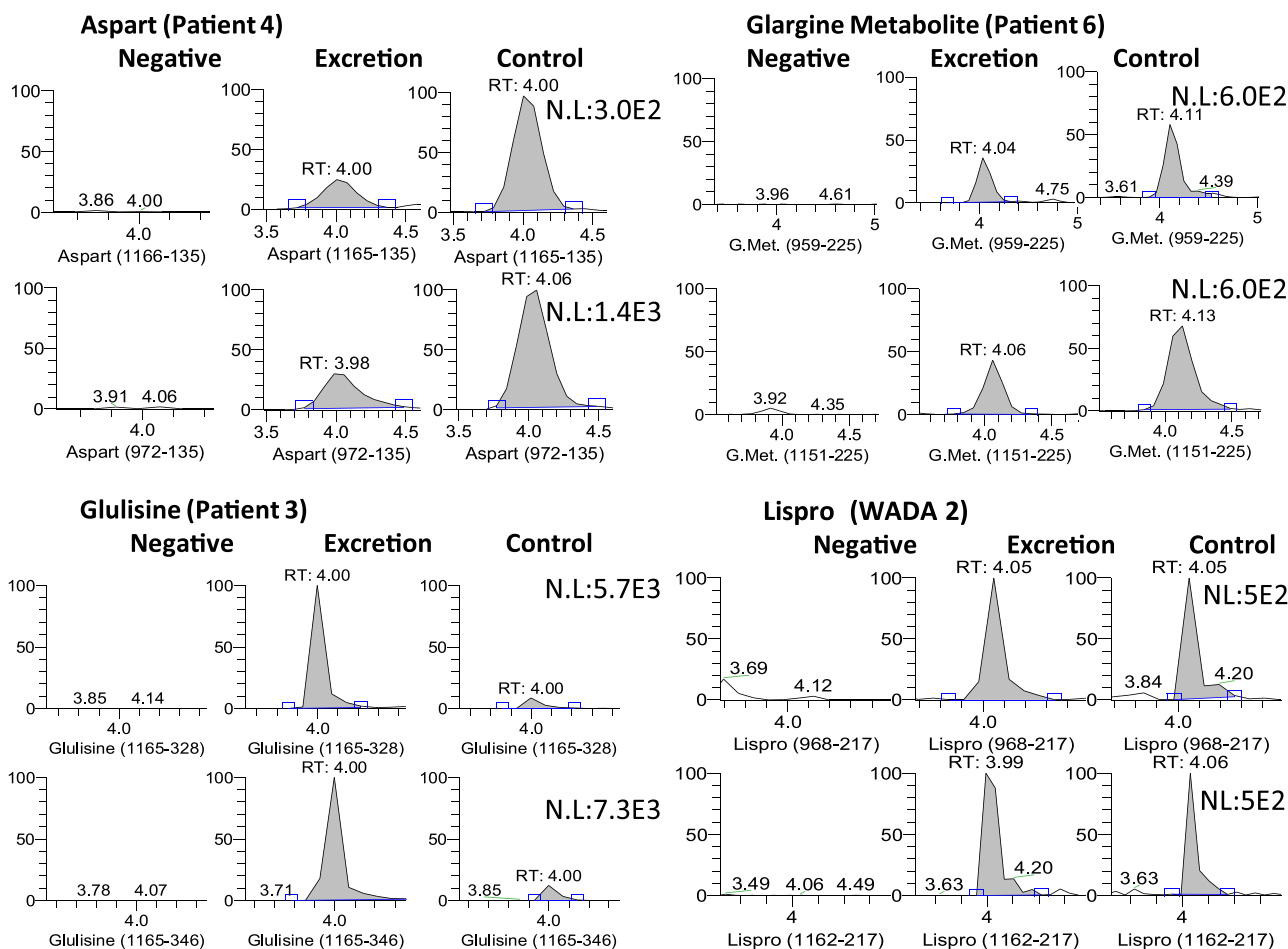 Aspart (Patient 4)
Negative Excretion Control
100 100 100
50 50 50
0 0 0
3.86 4.00
RT: 4.00
RT: 4.00
N.L:3.0E2
4.0
3.5 4.0 4.5
3.5 4.0 4.5
Aspart (1166-135) Aspart (1165-135) Aspart (1165-135)
100 100 100
50 50 50
0 0 0
3.91 4.06
RT: 3.98
RT: 4.06
N.L:1.4E3
4.0
3.5 4.0 4.5
3.5 4.0 4.5
Aspart (972-135) Aspart (972-135) Aspart (972-135)
Glargine Metabolite (Patient 6)
Negative Excretion Control
100 100 100
50 50 50
0 0 0
3.96 4.61
RT: 4.04
4.75
N.L:6.0E2
RT: 4.11
3.61 4.39
4 5
4 5
4 5
G.Met. (959-225) G.Met. (959-225) G.Met. (959-225)
100 100 100
50 50 50
0 0 0
3.92 4.35
RT: 4.06
N.L:6.0E2
RT: 4.13
4.0 4.5
4.0 4.5
4.0 4.5
G.Met. (1151-225) G.Met. (1151-225) G.Met. (1151-225)
Glulisine (Patient 3)
Negative Excretion Control
100 100 100
50 50 50
0 0 0
3.85 4.14
RT: 4.00
RT: 4.00
N.L:5.7E3
4.0 4.0 4.0
Glulisine (1165-328) Glulisine (1165-328) Glulisine (1165-328)
100 100 100
50 50 50
0 0 0
3.78 4.07
RT: 4.00
3.71
N.L:7.3E3
RT: 4.00
3.85
4.0 4.0 4.0
Glulisine (1165-346) Glulisine (1165-346) Glulisine (1165-346)
Lispro (WADA 2)
Negative Excretion Control
100 100 100
50 50 50
0 0 0
3.69 4.12
RT: 4.05
RT: 4.05
NL:5E2
3.84 4.20
4.0 4.0 4.0
Lispro (968-217) Lispro (968-217) Lispro (968-217)
100 100 100
50 50 50
0 0 0
3.49 4.06 4.49
RT: 3.99
3.63 4.20
RT: 4.06
NL:5E2
3.63
4 4 4
Lispro (1162-217) Lispro (1162-217) Lispro (1162-217)